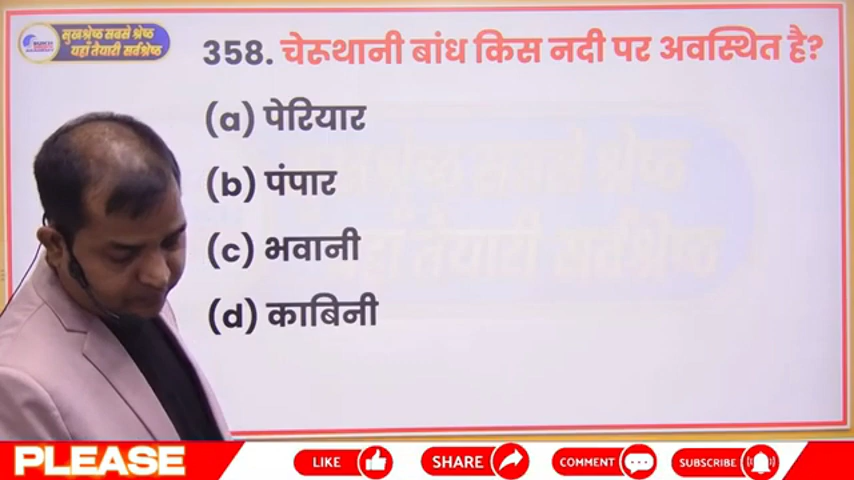 सुखश्रेष्ठ सबसे श्रेष्ठ
यहाँ तैयारी सर्वश्रेष्ठ
358. चेरूथानी बांध किस नदी पर अवस्थित है?
(a) पेरियार
(b) पंपार
(c) भवानी
(d) काबिनी
PLEASE
LIKE
SHARE
COMMENT
SUBSCRIBE